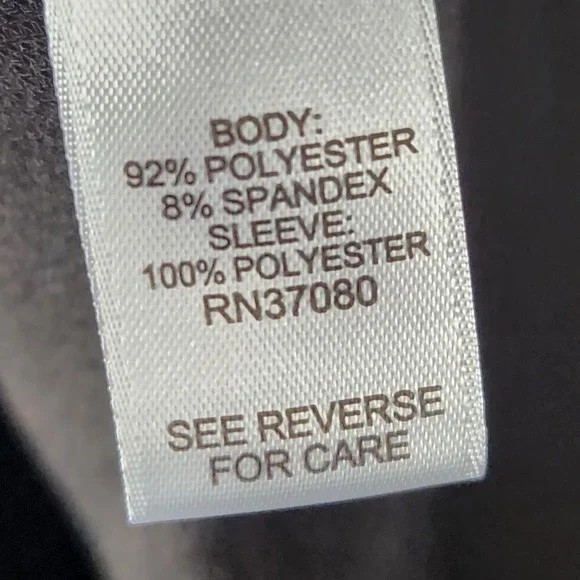 BODY:
92% POLYESTER
8% SPANDEX
SLEEVE:
100% POLYESTER
RN37080
SEE REVERSE
FOR CARE